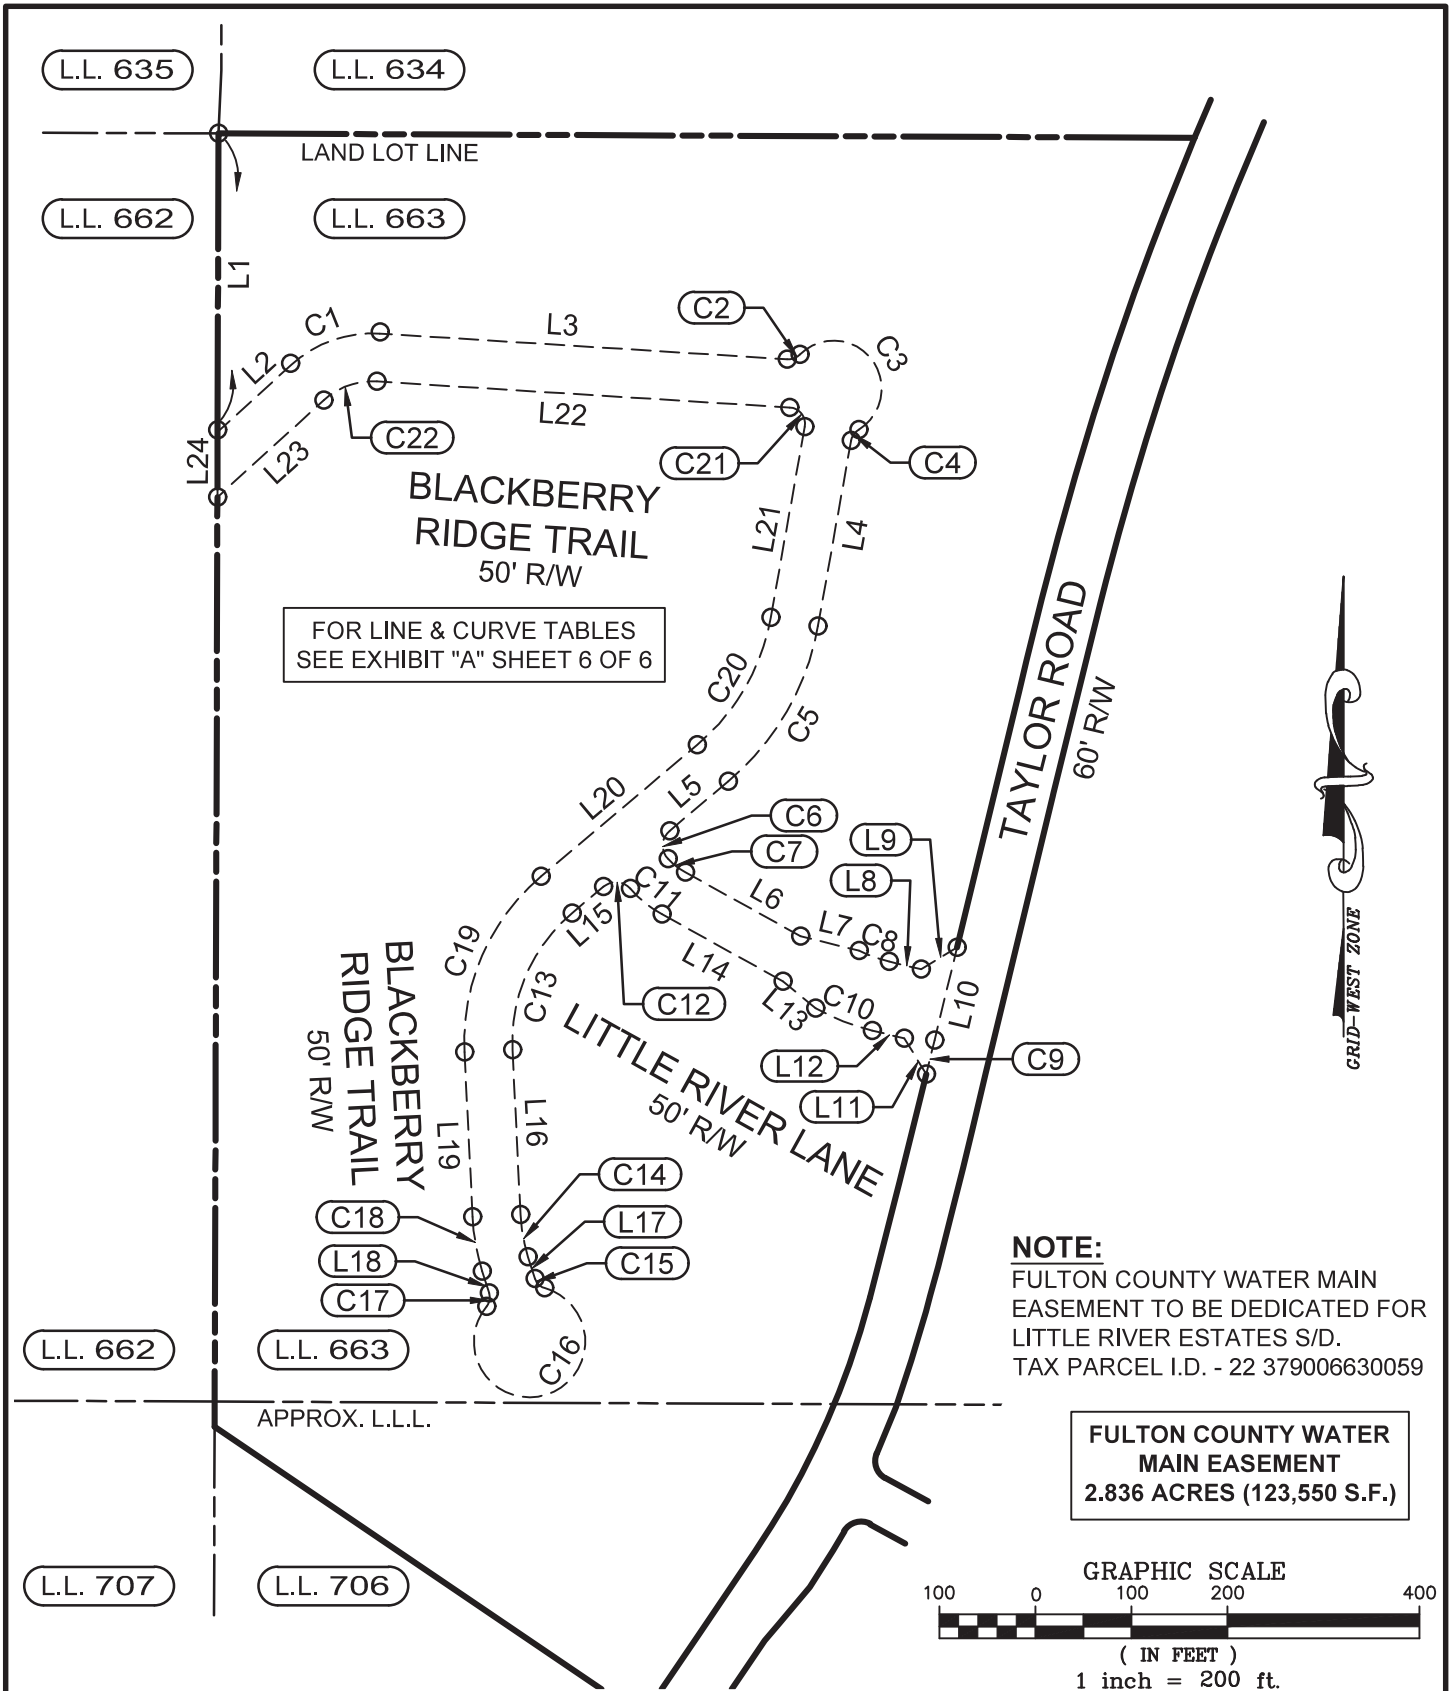 L.L. 635
L.L. 634
LAND LOT LINE
L.L. 662
L.L. 663
L1
C2
C1
L3
C3
L2
L22
C22
L24
L23
C21
C4
BLACKBERRY
RIDGE TRAIL
50' R/W
L21
L4
FOR LINE & CURVE TABLES
SEE EXHIBIT "A" SHEET 6 OF 6
C20
C5
TAYLOR ROAD
60' R/W
L20
L5
C6
C7
L9
L8
C11
L6
L15
L7
C8
C19
L14
C13
C12
L13
C10
L10
GRID-WEST ZONE
BLACKBERRY
RIDGE TRAIL
50' R/W
LITTLE RIVER LANE
50' R/W
L12
C9
L11
L19
L16
C14
C18
L17
L18
C15
C17
C16
NOTE:
FULTON COUNTY WATER MAIN
EASEMENT TO BE DEDICATED FOR
LITTLE RIVER ESTATES S/D.
TAX PARCEL I.D. - 22 379006630059
L.L. 662
L.L. 663
APPROX. L.L.L.
FULTON COUNTY WATER
MAIN EASEMENT
2.836 ACRES (123,550 S.F.)
L.L. 707
L.L. 706
GRAPHIC SCALE
100 0 100 200 400
( IN FEET )
1 inch = 200 ft.